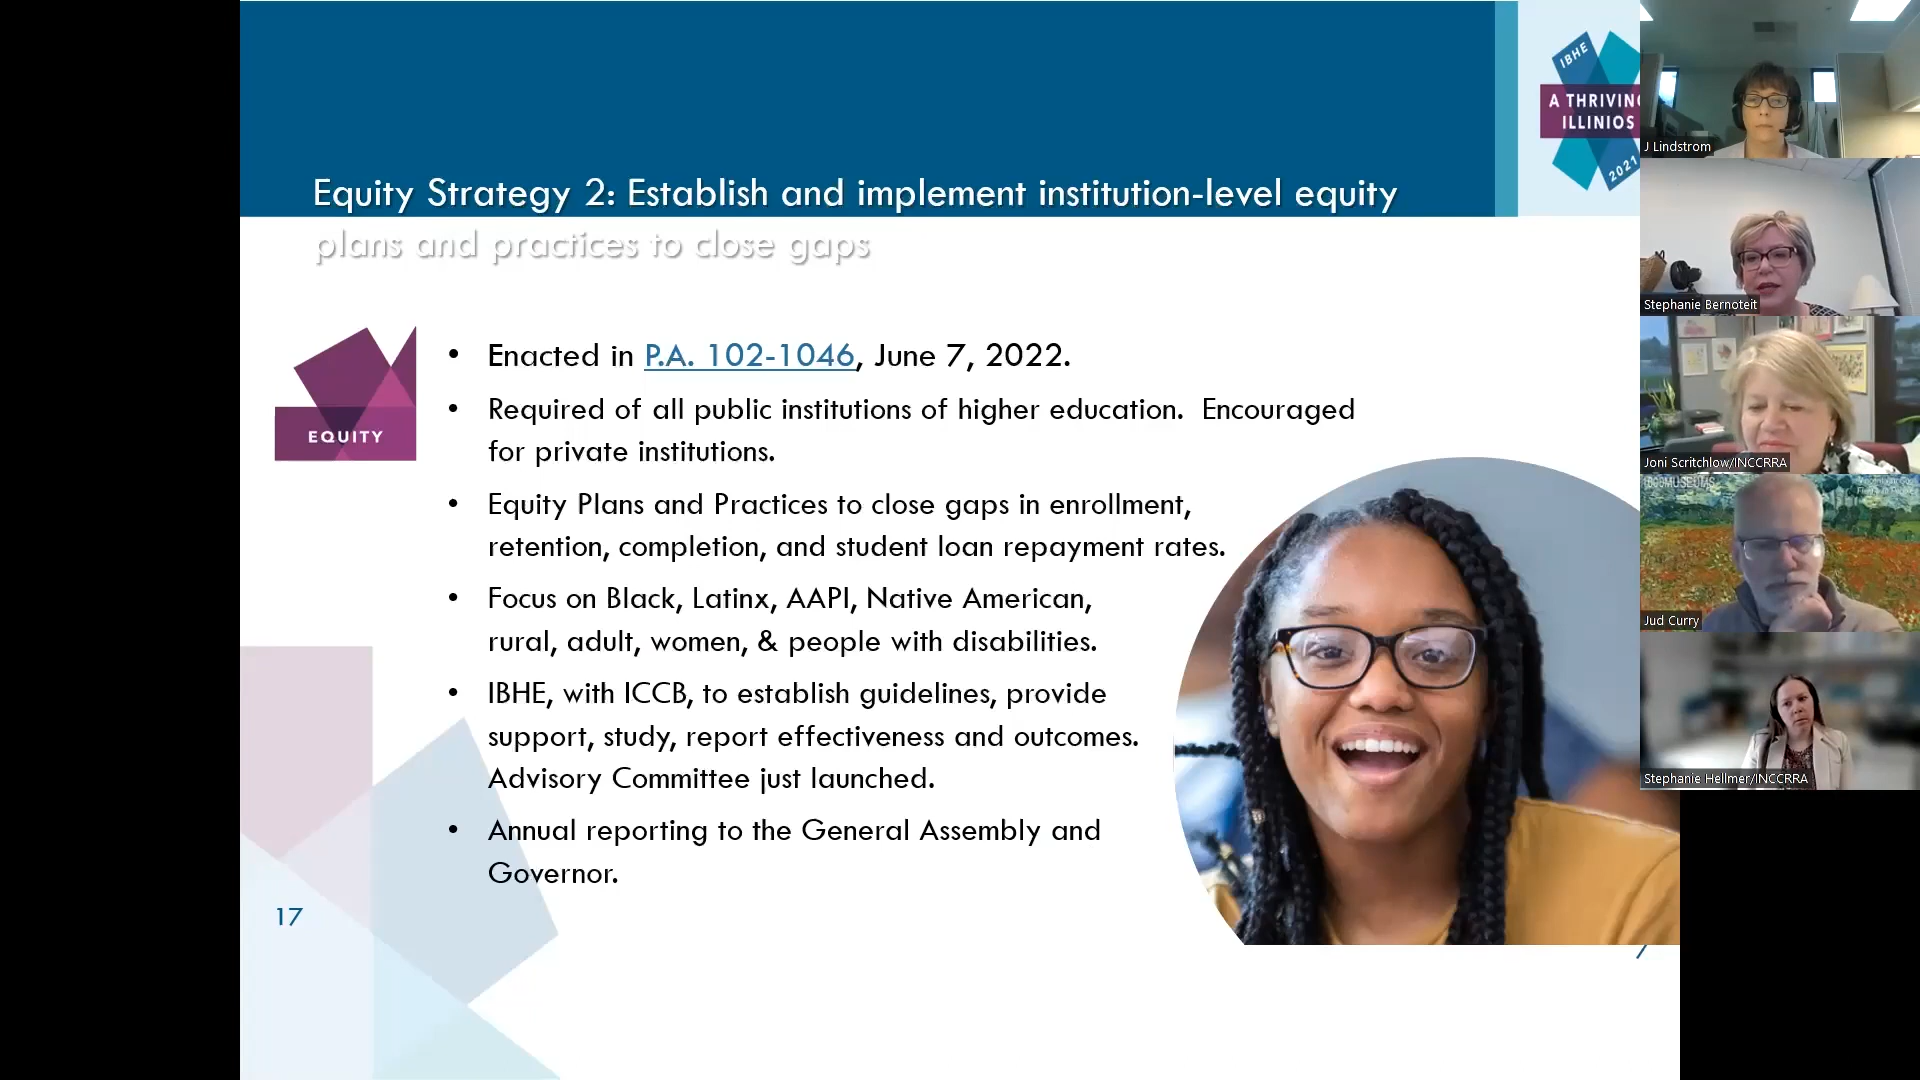 Equity Strategy 2: Establish and implement institution-level equity
plans and practices to close gaps
IBHE
A THRIVING
ILLINIOS
2021
EQUITY
• Enacted in P.A. 102-1046, June 7, 2022.
• Required of all public institutions of higher education. Encouraged
for private institutions.
• Equity Plans and Practices to close gaps in enrollment,
retention, completion, and student loan repayment rates.
• Focus on Black, Latinx, AAPI, Native American,
rural, adult, women, & people with disabilities.
• IBHE, with ICCB, to establish guidelines, provide
support, study, report effectiveness and outcomes.
Advisory Committee just launched.
• Annual reporting to the General Assembly and
Governor.
17
7
J Lindstrom
Stephanie Bernoteit
Joni Scritchlow/INCCRRA
Jud Curry
Stephanie Hellmer/INCCRRA